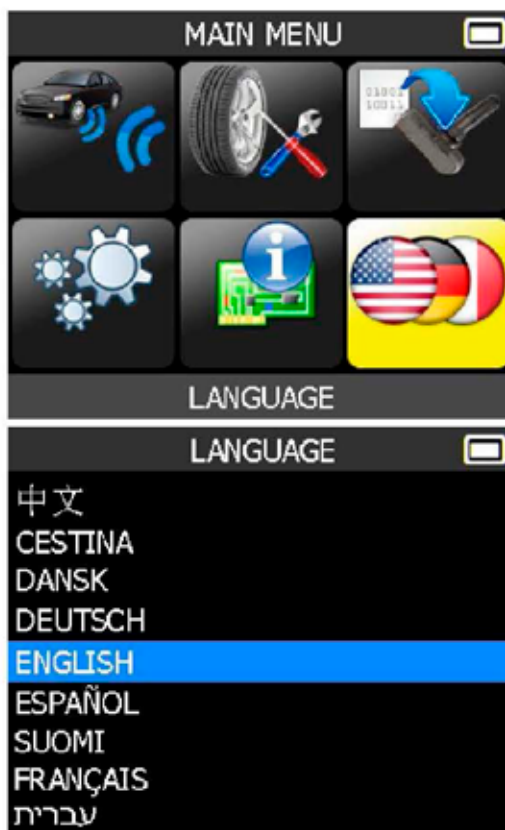 MAIN MENU
01001
10011
LANGUAGE
LANGUAGE
中文
CESTINA
DANSK
DEUTSCH
ENGLISH
ESPAÑOL
SUOMI
FRANÇAIS
עברית